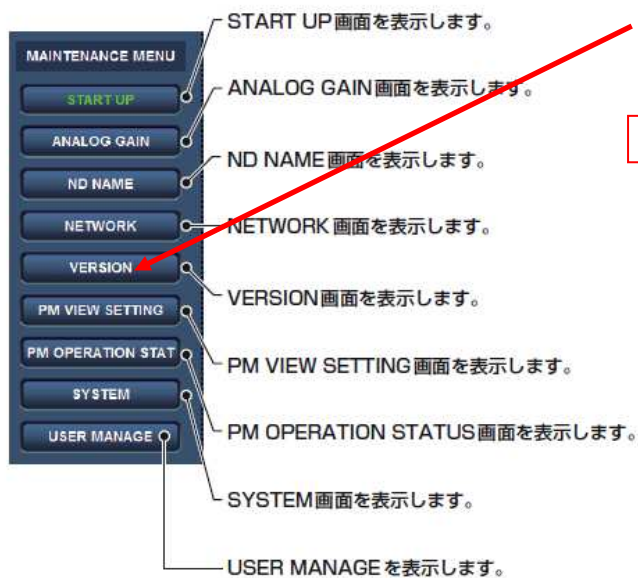 START UP画面を表示します。
MAINTENANCE MENU
START UP
ANALOG GAIN画面を表示します。
ANALOG GAIN
ND NAME画面を表示します。
ND NAME
NETWORK
NETWORK画面を表示します。
VERSION
VERSION画面を表示します。
PM VIEW SETTING
PM OPERATION STAT
PM VIEW SETTING画面を表示します。
SYSTEM
USER MANAGE
PM OPERATION STATUS画面を表示します。
SYSTEM画面を表示します。
USER MANAGEを表示します。